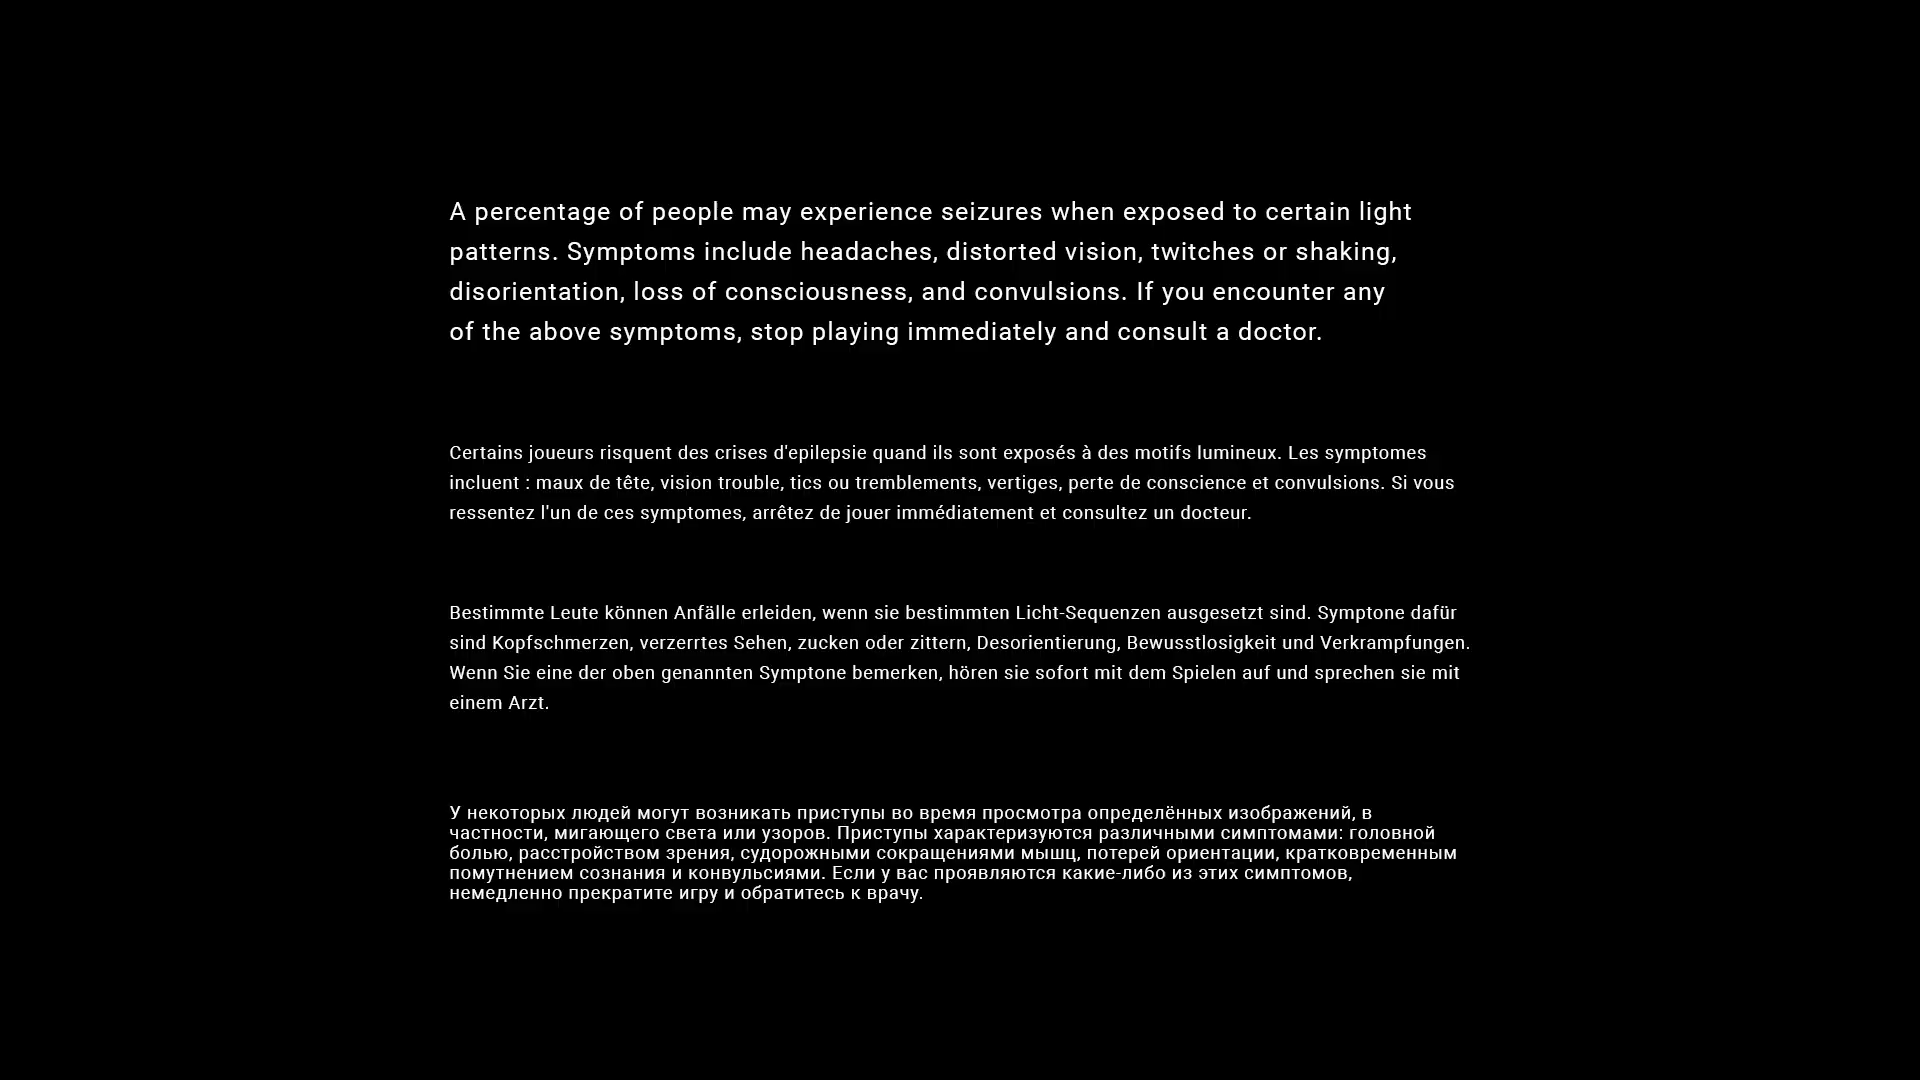 A percentage of people may experience seizures when exposed to certain light
patterns. Symptoms include headaches, distorted vision, twitches or shaking,
disorientation, loss of consciousness, and convulsions. If you encounter any
of the above symptoms, stop playing immediately and consult a doctor.
Certains joueurs risquent des crises d'epilepsie quand ils sont exposés à des motifs lumineux. Les symptomes
incluent : maux de tête, vision trouble, tics ou tremblements, vertiges, perte de conscience et convulsions. Si vous
ressentez l'un de ces symptomes, arrêtez de jouer immédiatement et consultez un docteur.
Bestimmte Leute können Anfälle erleiden, wenn sie bestimmten Licht-Sequenzen ausgesetzt sind. Symptone dafür
sind Kopfschmerzen, verzerrtes Sehen, zucken oder zittern, Desorientierung, Bewusstlosigkeit und Verkrampfungen.
Wenn Sie eine der oben genannten Symptone bemerken, hören sie sofort mit dem Spielen auf und sprechen sie mit
einem Arzt.
У некоторых людей могут возникать приступы во время просмотра определённых изображений, в
частности, мигающего света или узоров. Приступы характеризуются различными симптомами: головной
болью, расстройством зрения, судорожными сокращениями мышц, потерей ориентации, кратковременным
помутнением сознания и конвульсиями. Если у вас проявляются какие-либо из этих симптомов,
немедленно прекратите игру и обратитесь к врачу.